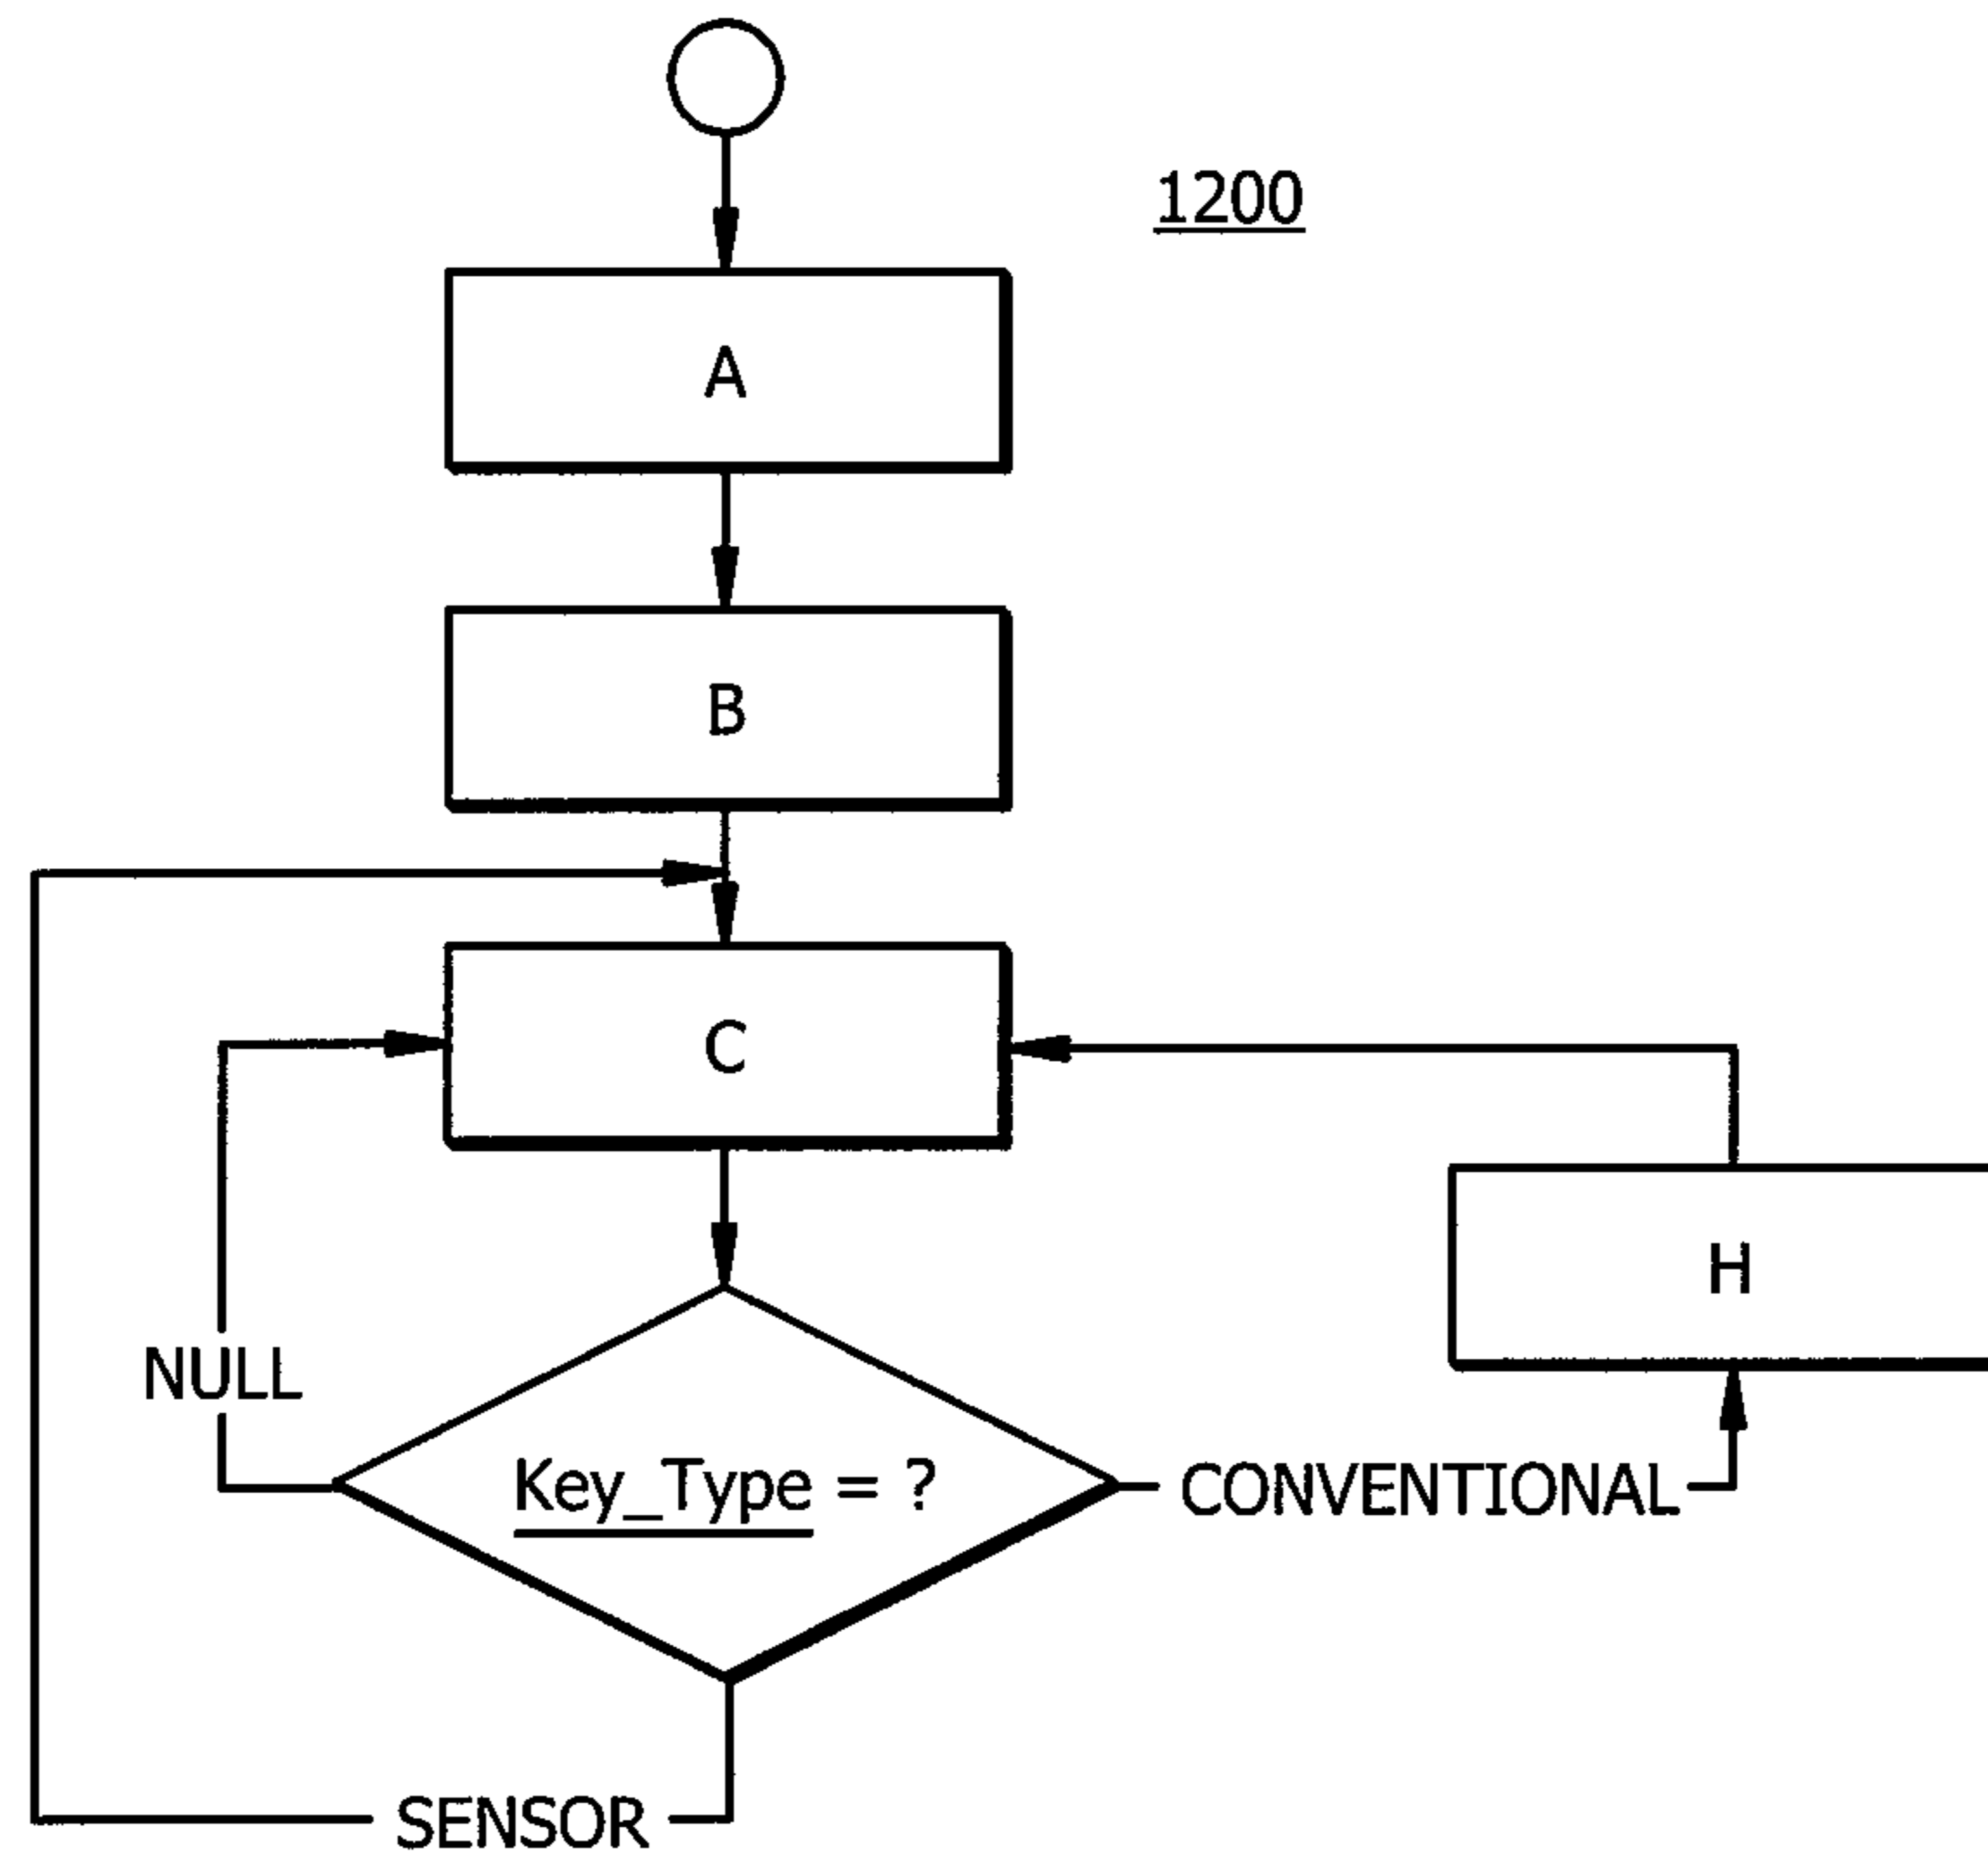 1200
A
B
C
H
NULL
Key_Type = ?
CONVENTIONAL
SENSOR